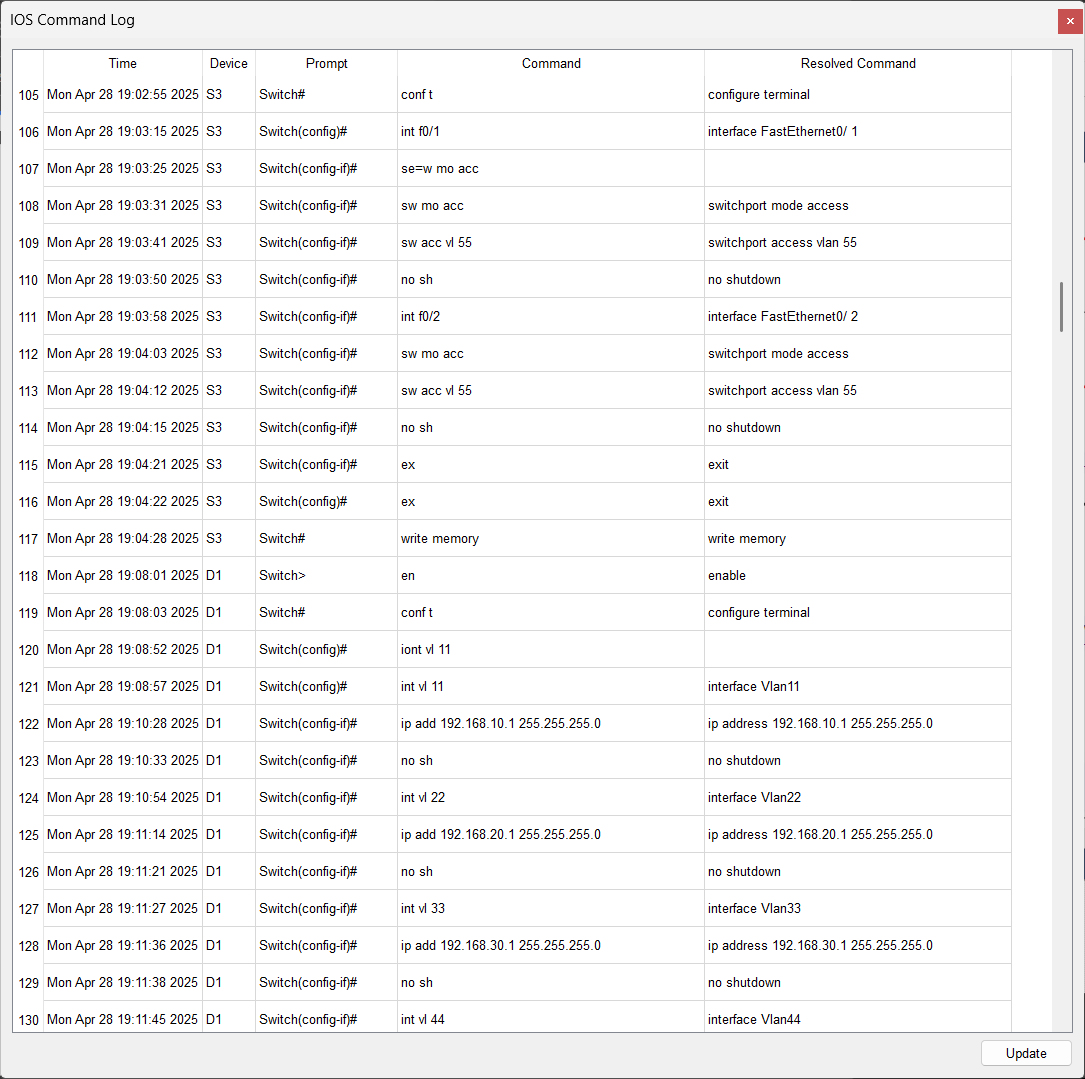 IOS Command Log
Time Device Prompt Command Resolved Command
105 Mon Apr 28 19:02:55 2025 S3 Switch# conf t configure terminal
106 Mon Apr 28 19:03:15 2025 S3 Switch(config)# int f0/1 interface FastEthernet0/ 1
107 Mon Apr 28 19:03:25 2025 S3 Switch(config-if)# se=w mo acc
108 Mon Apr 28 19:03:31 2025 S3 Switch(config-if)# sw mo acc switchport mode access
109 Mon Apr 28 19:03:41 2025 S3 Switch(config-if)# sw acc vl 55 switchport access vlan 55
110 Mon Apr 28 19:03:50 2025 S3 Switch(config-if)# no sh no shutdown
111 Mon Apr 28 19:03:58 2025 S3 Switch(config-if)# int f0/2 interface FastEthernet0/ 2
112 Mon Apr 28 19:04:03 2025 S3 Switch(config-if)# sw mo acc switchport mode access
113 Mon Apr 28 19:04:12 2025 S3 Switch(config-if)# sw acc vl 55 switchport access vlan 55
114 Mon Apr 28 19:04:15 2025 S3 Switch(config-if)# no sh no shutdown
115 Mon Apr 28 19:04:21 2025 S3 Switch(config-if)# ex exit
116 Mon Apr 28 19:04:22 2025 S3 Switch(config)# ex exit
117 Mon Apr 28 19:04:28 2025 S3 Switch# write memory write memory
118 Mon Apr 28 19:08:01 2025 D1 Switch> en enable
119 Mon Apr 28 19:08:03 2025 D1 Switch# conf t configure terminal
120 Mon Apr 28 19:08:52 2025 D1 Switch(config)# iont vl 11
121 Mon Apr 28 19:08:57 2025 D1 Switch(config)# int vl 11 interface Vlan11
122 Mon Apr 28 19:10:28 2025 D1 Switch(config-if)# ip add 192.168.10.1 255.255.255.0 ip address 192.168.10.1 255.255.255.0
123 Mon Apr 28 19:10:33 2025 D1 Switch(config-if)# no sh no shutdown
124 Mon Apr 28 19:10:54 2025 D1 Switch(config-if)# int vl 22 interface Vlan22
125 Mon Apr 28 19:11:14 2025 D1 Switch(config-if)# ip add 192.168.20.1 255.255.255.0 ip address 192.168.20.1 255.255.255.0
126 Mon Apr 28 19:11:21 2025 D1 Switch(config-if)# no sh no shutdown
127 Mon Apr 28 19:11:27 2025 D1 Switch(config-if)# int vl 33 interface Vlan33
128 Mon Apr 28 19:11:36 2025 D1 Switch(config-if)# ip add 192.168.30.1 255.255.255.0 ip address 192.168.30.1 255.255.255.0
129 Mon Apr 28 19:11:38 2025 D1 Switch(config-if)# no sh no shutdown
130 Mon Apr 28 19:11:45 2025 D1 Switch(config-if)# int vl 44 interface Vlan44
Update